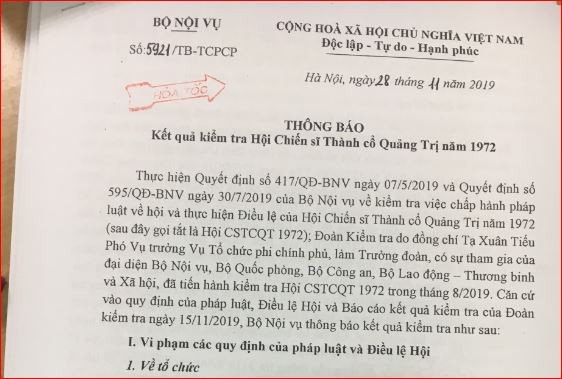 BỘ NỘI VỤ
CỘNG HOÀ XÃ HỘI CHỦ NGHĨA VIỆT NAM
Độc lập - Tự do - Hạnh phúc
Số: 5921/TB-TCPCP
Hà Nội, ngày 28 tháng 11 năm 2019
HỎA TỐC
THÔNG BÁO
Kết quả kiểm tra Hội Chiến sĩ Thành cổ Quảng Trị năm 1972
Thực hiện Quyết định số 417/QĐ-BNV ngày 07/5/2019 và Quyết định số
595/QĐ-BNV ngày 30/7/2019 của Bộ Nội vụ về kiểm tra việc chấp hành pháp
luật về hội và thực hiện Điều lệ của Hội Chiến sĩ Thành cổ Quảng Trị năm 1972
(sau đây gọi tắt là Hội CSTCQT 1972); Đoàn Kiểm tra do đồng chí Tạ Xuân Tiếu
Phó Vụ trưởng Vụ Tổ chức phi chính phủ, làm Trưởng đoàn, có sự tham gia của
đại diện Bộ Nội vụ, Bộ Quốc phòng, Bộ Công an, Bộ Lao động – Thương binh
và Xã hội, đã tiến hành kiểm tra Hội CSTCQT 1972 trong tháng 8/2019. Căn cứ
vào quy định của pháp luật, Điều lệ Hội và Báo cáo kết quả kiểm tra của Đoàn
kiểm tra ngày 15/11/2019, Bộ Nội vụ thông báo kết quả kiểm tra như sau:
I. Vi phạm các quy định của pháp luật và Điều lệ Hội
1. Về tổ chức